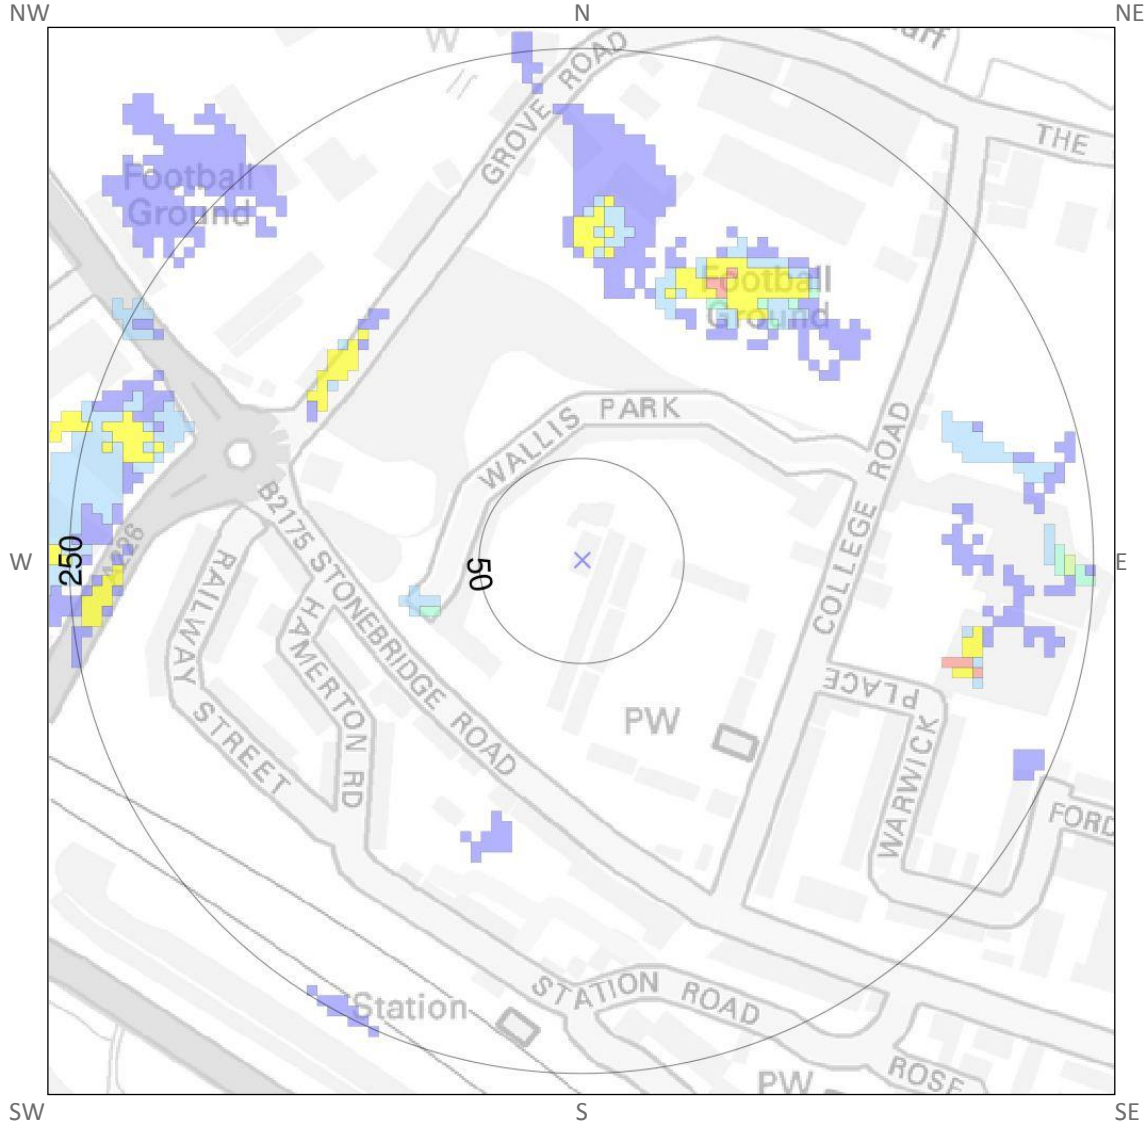 NW
N
NE
W
GROVE ROAD
THE
Football
Ground
Football
Ground
WALLIS PARK
COLLEGE ROAD
W
250
50
E
B2175 STONEBRIDGE ROAD
RAILWAY
STREET
HAMERTON RD
PLACE
WARWICK
PW
FORD
Station
STATION ROAD
PW
ROSE
SW
S
SE